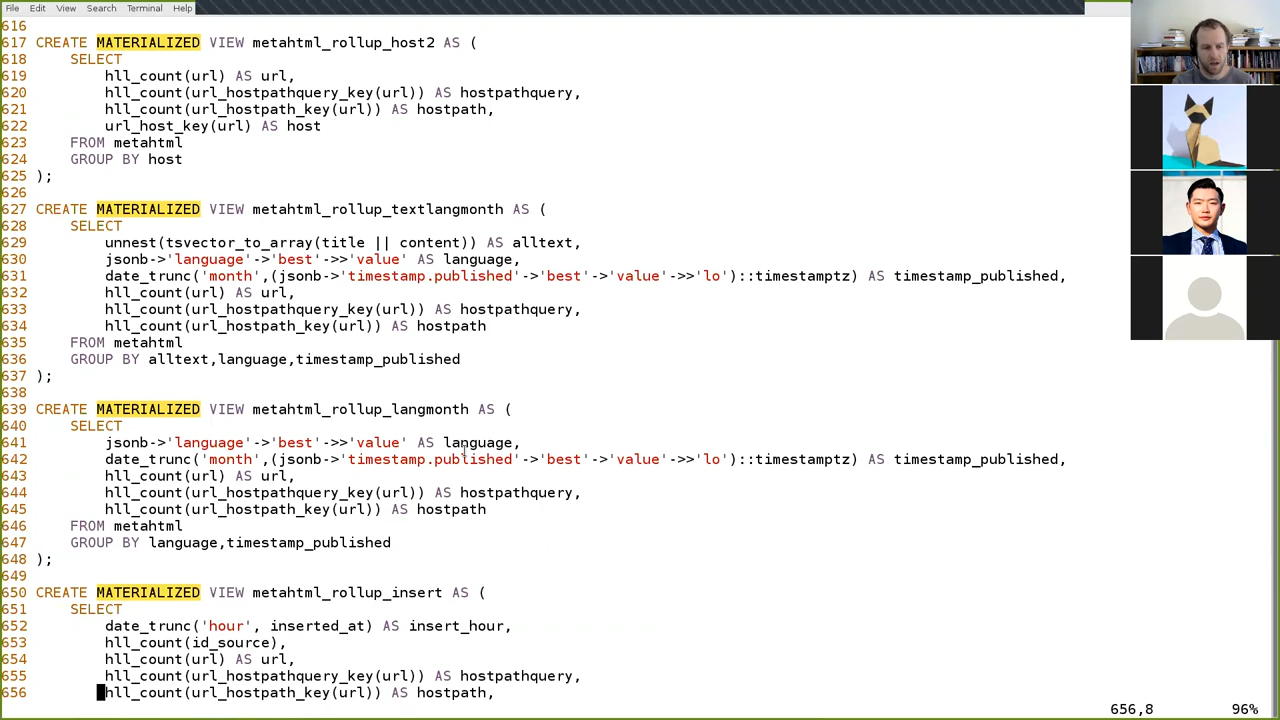 File Edit View Terminal Help
616
617 CREATE MATERIALIZED VIEW metahtml_rollup_host2 AS (
618     SELECT
619         hll_count(url) AS url,
620         hll_count(url_hostpathquery_key(url)) AS hostpathquery,
621         hll_count(url_hostpath_key(url)) AS hostpath,
622         url_host_key(url) AS host
623     FROM metahtml
624     GROUP BY host
625 );
626
627 CREATE MATERIALIZED VIEW metahtml_rollup_textlangmonth AS (
628     SELECT
629         unnest(tsvector_to_array(title || content)) AS alltext,
630         jsonb->'language'->'best'->>'value' AS language,
631         date_trunc('month',(jsonb->'timestamp.published'->'best'->'value'->>'lo')::timestamptz) AS timestamp_published,
632         hll_count(url) AS url,
633         hll_count(url_hostpathquery_key(url)) AS hostpathquery,
634         hll_count(url_hostpath_key(url)) AS hostpath
635     FROM metahtml
636     GROUP BY alltext,language,timestamp_published
637 );
638
639 CREATE MATERIALIZED VIEW metahtml_rollup_langmonth AS (
640     SELECT
641         jsonb->'language'->'best'->>'value' AS language,
642         date_trunc('month',(jsonb->'timestamp.published'->'best'->'value'->>'lo')::timestamptz) AS timestamp_published,
643         hll_count(url) AS url,
644         hll_count(url_hostpathquery_key(url)) AS hostpathquery,
645         hll_count(url_hostpath_key(url)) AS hostpath
646     FROM metahtml
647     GROUP BY language,timestamp_published
648 );
649
650 CREATE MATERIALIZED VIEW metahtml_rollup_insert AS (
651     SELECT
652         date_trunc('hour', inserted_at) AS insert_hour,
653         hll_count(id_source),
654         hll_count(url) AS url,
655         hll_count(url_hostpathquery_key(url)) AS hostpathquery,
656         hll_count(url_hostpath_key(url)) AS hostpath,
656,8 96%